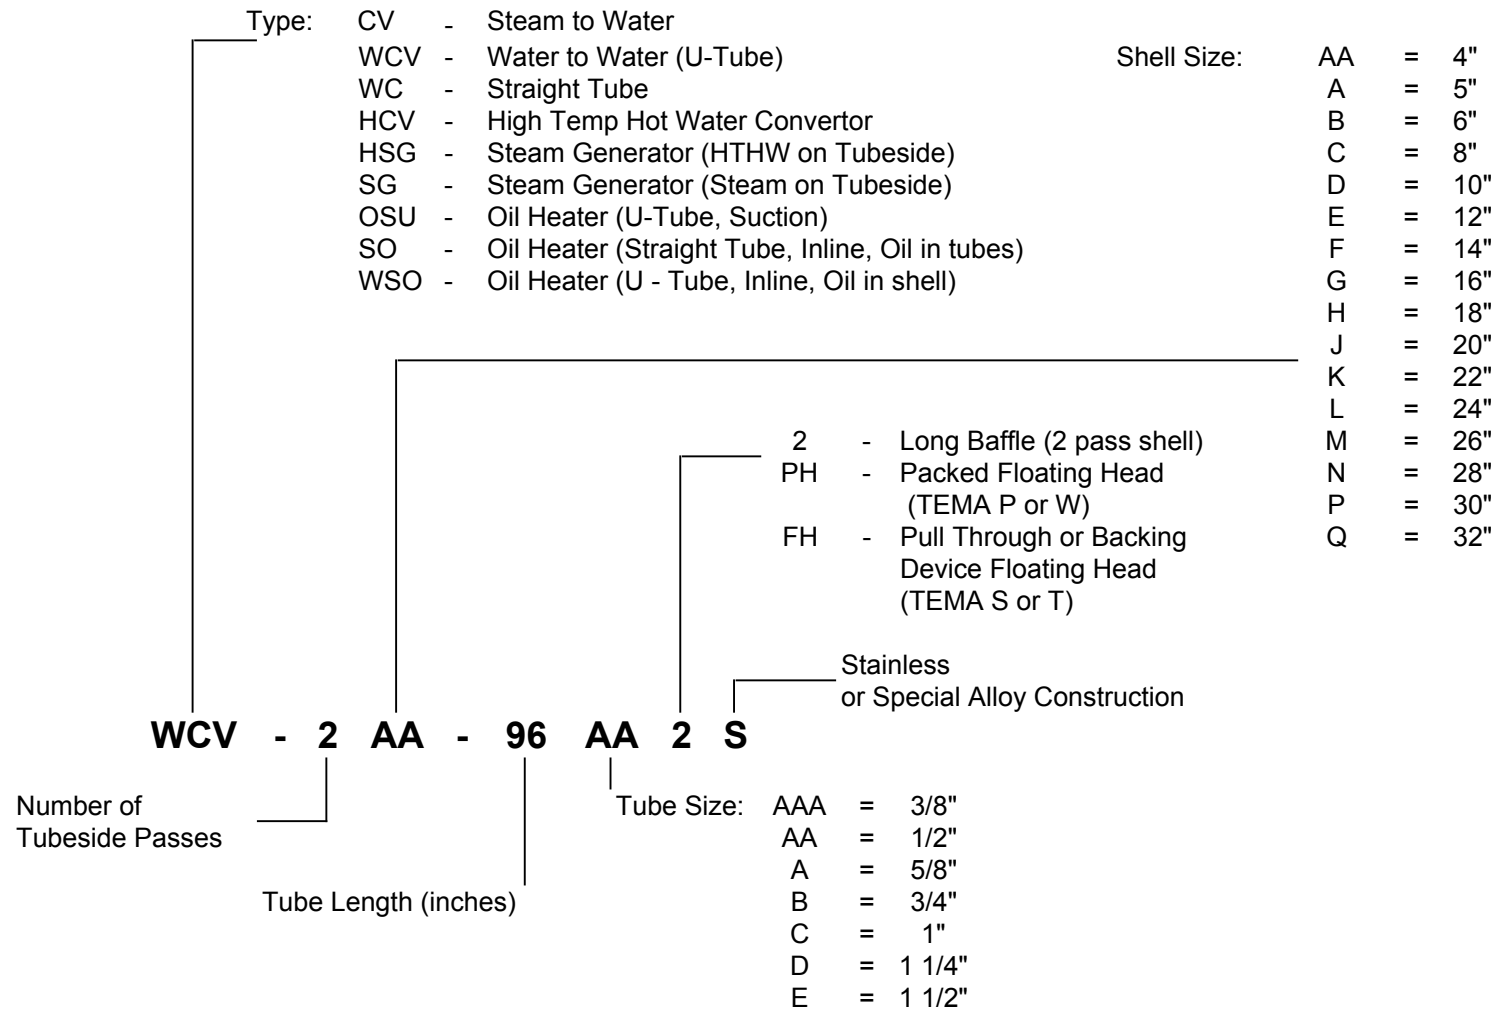 Type: CV - Steam to Water
WCV - Water to Water (U-Tube) Shell Size: AA = 4"
WC - Straight Tube A = 5"
HCV - High Temp Hot Water Convertor B = 6"
HSG - Steam Generator (HTHW on Tubeside) C = 8"
SG - Steam Generator (Steam on Tubeside) D = 10"
OSU - Oil Heater (U-Tube, Suction) E = 12"
SO - Oil Heater (Straight Tube, Inline, Oil in tubes) F = 14"
WSO - Oil Heater (U - Tube, Inline, Oil in shell) G = 16"
H = 18"
J = 20"
K = 22"
L = 24"
2 - Long Baffle (2 pass shell) M = 26"
PH - Packed Floating Head N = 28"
(TEMA P or W) P = 30"
FH - Pull Through or Backing Q = 32"
Device Floating Head
(TEMA S or T)
Stainless
or Special Alloy Construction
WCV - 2 AA - 96 AA 2 S
Number of Tube Size: AAA = 3/8"
Tubeside Passes AA = 1/2"
A = 5/8"
Tube Length (inches) B = 3/4"
C = 1"
D = 1 1/4"
E = 1 1/2"